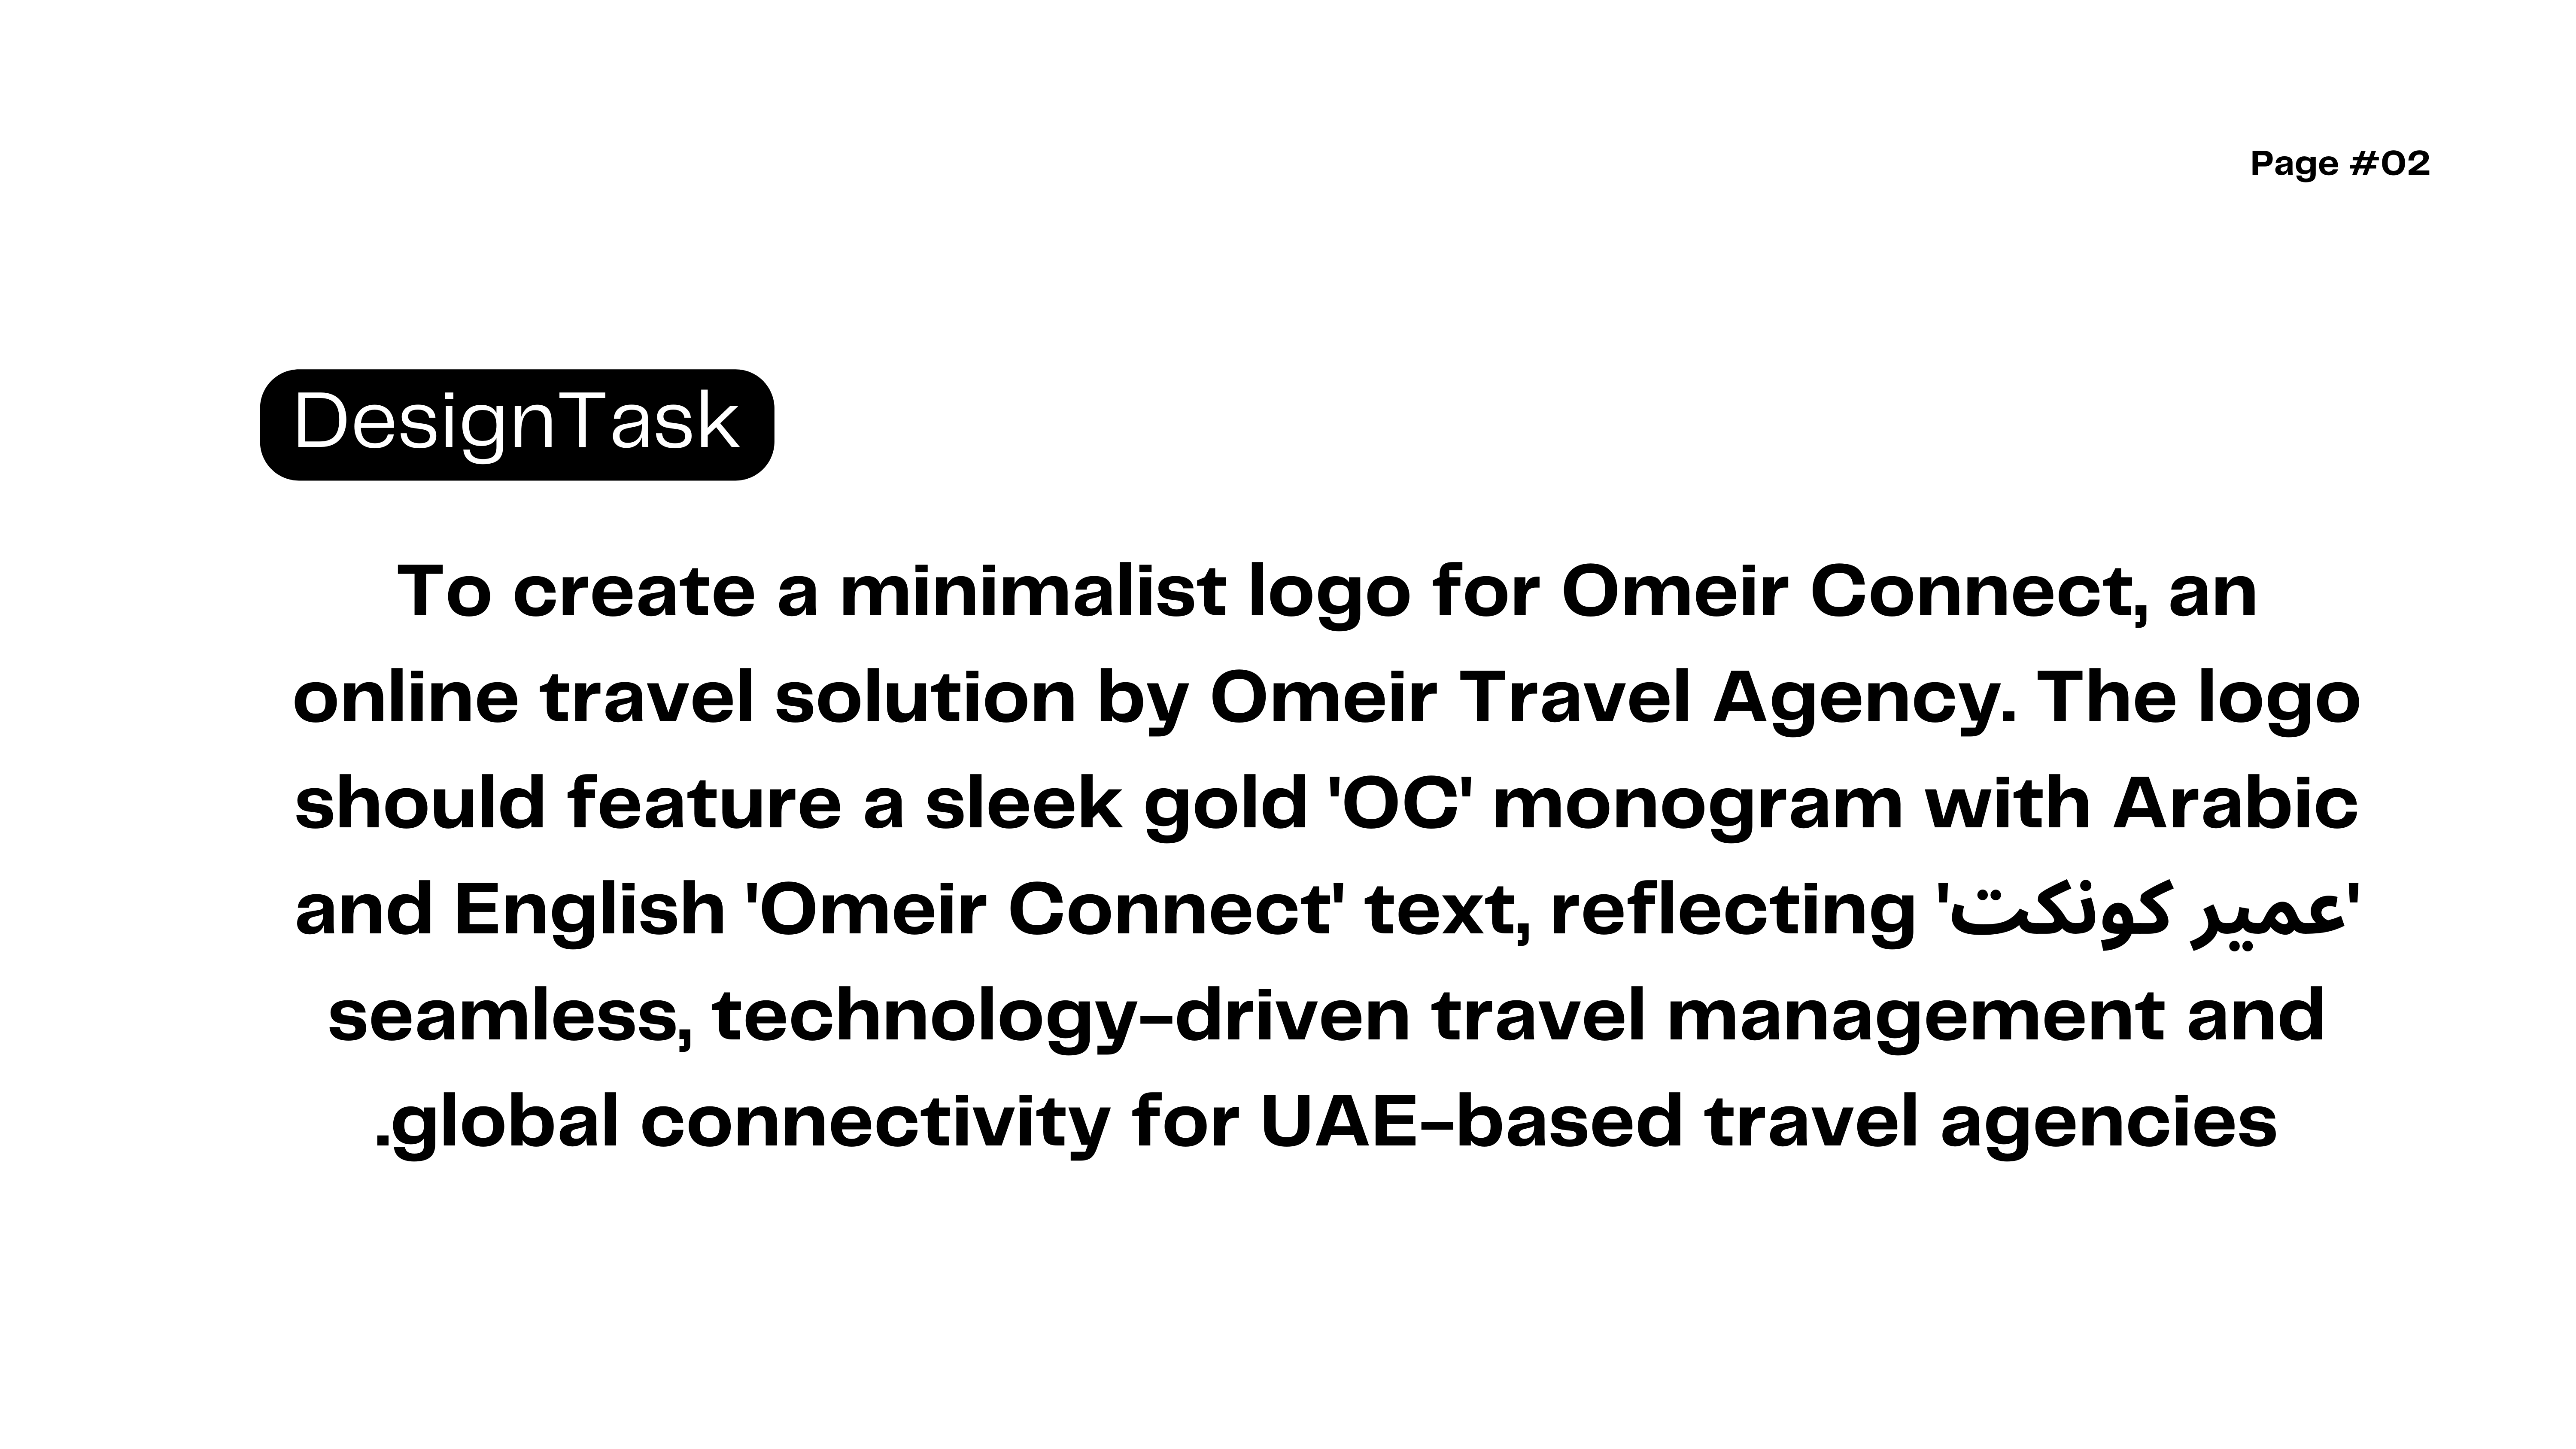 Page #02
DesignTask
To create a minimalist logo for Omeir Connect, an
online travel solution by Omeir Travel Agency. The logo
should feature a sleek gold 'OC' monogram with Arabic
and English 'Omeir Connect' text, reflecting 'عمير كونكت'
seamless, technology-driven travel management and
.global connectivity for UAE-based travel agencies